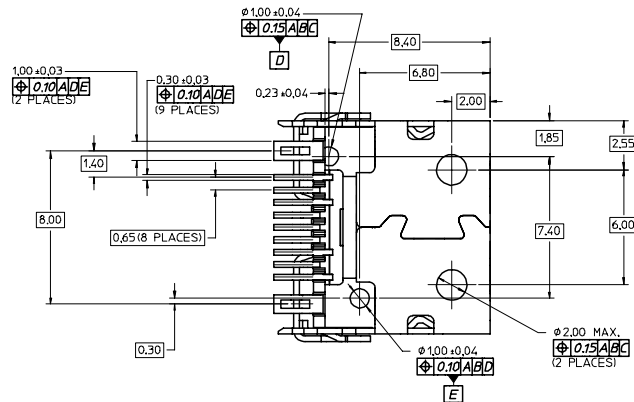 ⌀1.00 ±0.04
⌖ 0.15 A B C
D
8.40
1.00 ±0.03
⌖ 0.10 A D E
(2 PLACES)
0.30 ±0.03
⌖ 0.10 A D E
(9 PLACES)
0.23 ±0.04
6.80
2.00
1.85
2.55
1.40
8.00
0.65 (8 PLACES)
7.40
6.00
0.30
⌀1.00 ±0.04
⌖ 0.10 A B D
E
⌀2.00 MAX.
⌖ 0.15 A B C
(2 PLACES)